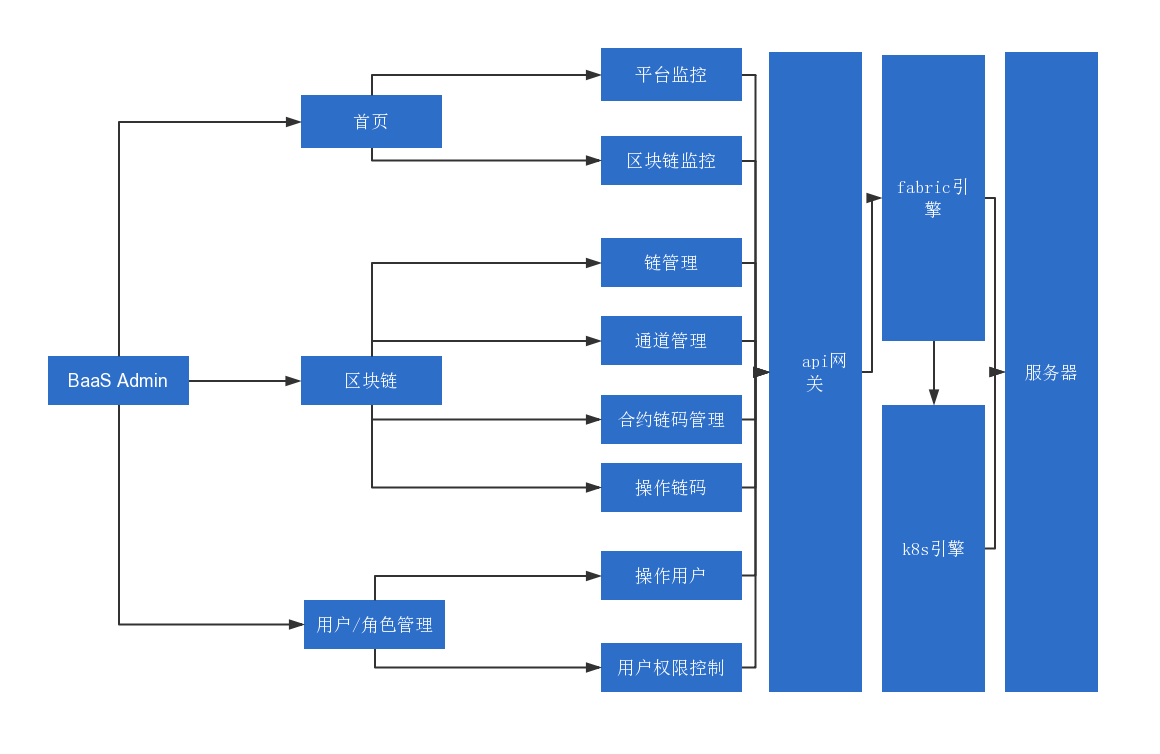 BaaS Admin
首页
区块链
用户/角色管理
平台监控
区块链监控
链管理
通道管理
合约链码管理
操作链码
操作用户
用户权限控制
api网
关
fabric引
擎
k8s引擎
服务器